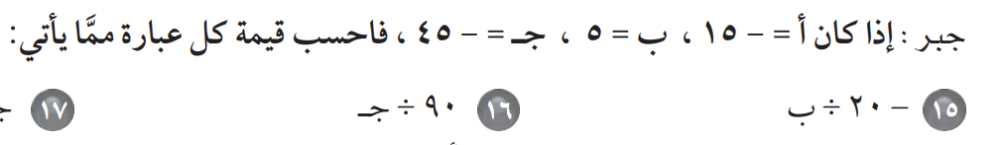 جبر : إذا كان أ = – ١٥ ، ب = ٥ ، جـ = – ٤٥ ، فاحسب قيمة كل عبارة ممَّا يأتي:
١٥ – ٢٠ ÷ ب ١٦ ٩٠ ÷ جـ ١٧